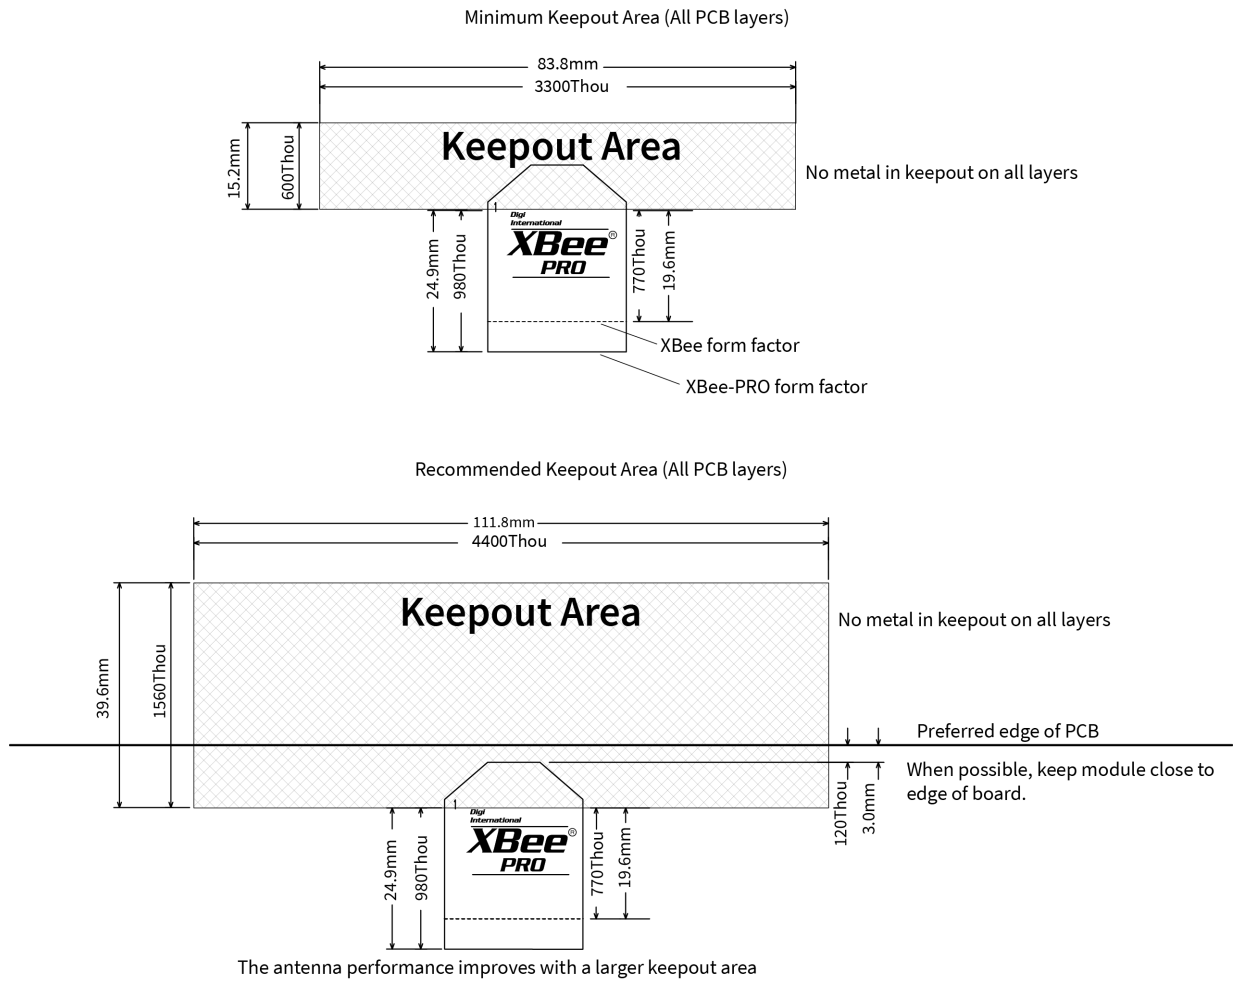 Minimum Keepout Area (All PCB layers)
83.8mm
3300Thou
Keepout Area
15.2mm
600Thou
No metal in keepout on all layers
1
Digi
International
XBee®
PRO
24.9mm
980Thou
770Thou
19.6mm
XBee form factor
XBee-PRO form factor
Recommended Keepout Area (All PCB layers)
111.8mm
4400Thou
Keepout Area
No metal in keepout on all layers
39.6mm
1560Thou
Preferred edge of PCB
When possible, keep module close to
edge of board.
120Thou
3.0mm
1
Digi
International
XBee®
PRO
24.9mm
980Thou
770Thou
19.6mm
The antenna performance improves with a larger keepout area